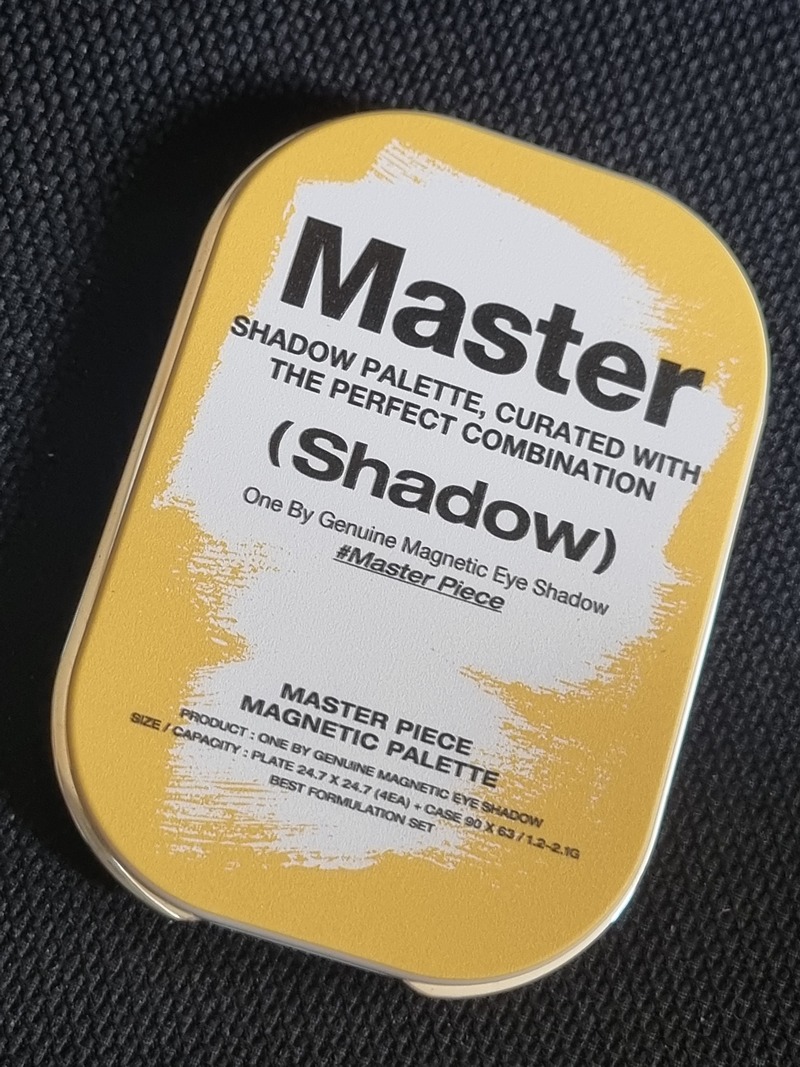 Master
SHADOW PALETTE, CURATED WITH
THE PERFECT COMBINATION
(Shadow)
One By Genuine Magnetic Eye Shadow
#Master Piece
MASTER PIECE
MAGNETIC PALETTE
PRODUCT : ONE BY GENUINE MAGNETIC EYE SHADOW
SIZE / CAPACITY : PLATE 24.7 X 24.7 (4EA) + CASE 90 X 63 / 1.2~2.1G
BEST FORMULATION SET